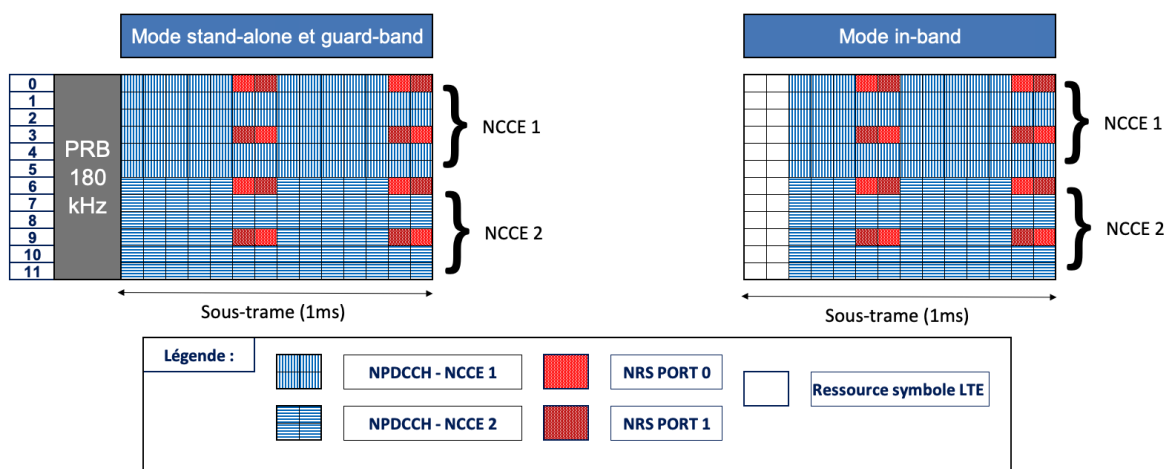 Mode stand-alone et guard-band
Mode in-band
0
1
2
3
4
5
6
7
8
9
10
11
PRB
180
kHz
NCCE 1
NCCE 2
NCCE 1
NCCE 2
Sous-trame (1ms)
Sous-trame (1ms)
Légende :
NPDCCH - NCCE 1
NRS PORT 0
Ressource symbole LTE
NPDCCH - NCCE 2
NRS PORT 1